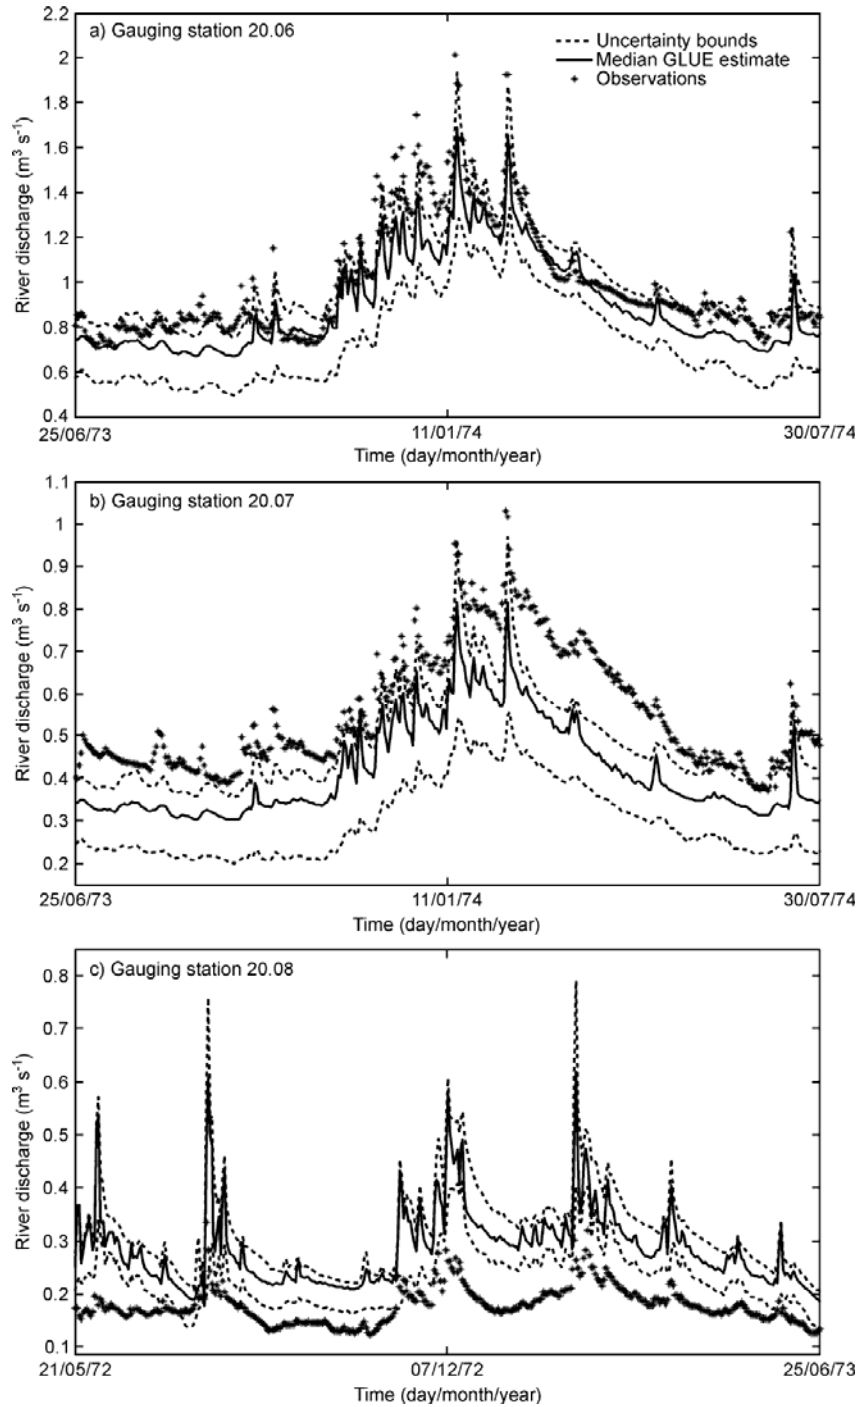 a) Gauging station 20.06
Uncertainty bounds
Median GLUE estimate
Observations
2.2
2
1.8
1.6
1.4
1.2
1
0.8
0.6
0.4
River discharge (m³ s⁻¹)
25/06/73 11/01/74 30/07/74
Time (day/month/year)
b) Gauging station 20.07
1.1
1
0.9
0.8
0.7
0.6
0.5
0.4
0.3
0.2
River discharge (m³ s⁻¹)
25/06/73 11/01/74 30/07/74
Time (day/month/year)
c) Gauging station 20.08
0.8
0.7
0.6
0.5
0.4
0.3
0.2
0.1
River discharge (m³ s⁻¹)
21/05/72 07/12/72 25/06/73
Time (day/month/year)